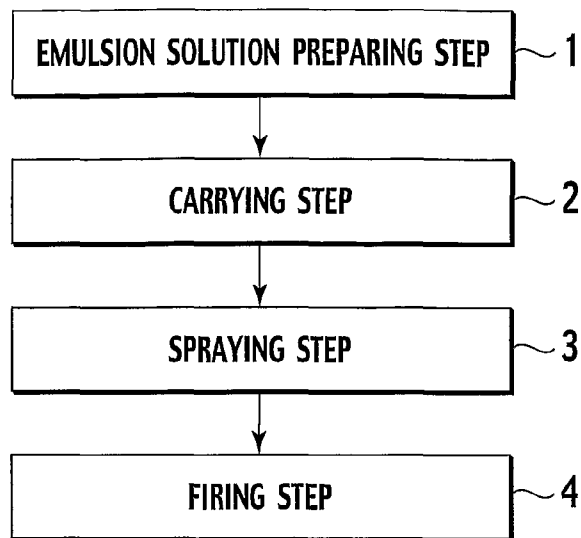 EMULSION SOLUTION PREPARING STEP 1
CARRYING STEP 2
SPRAYING STEP 3
FIRING STEP 4